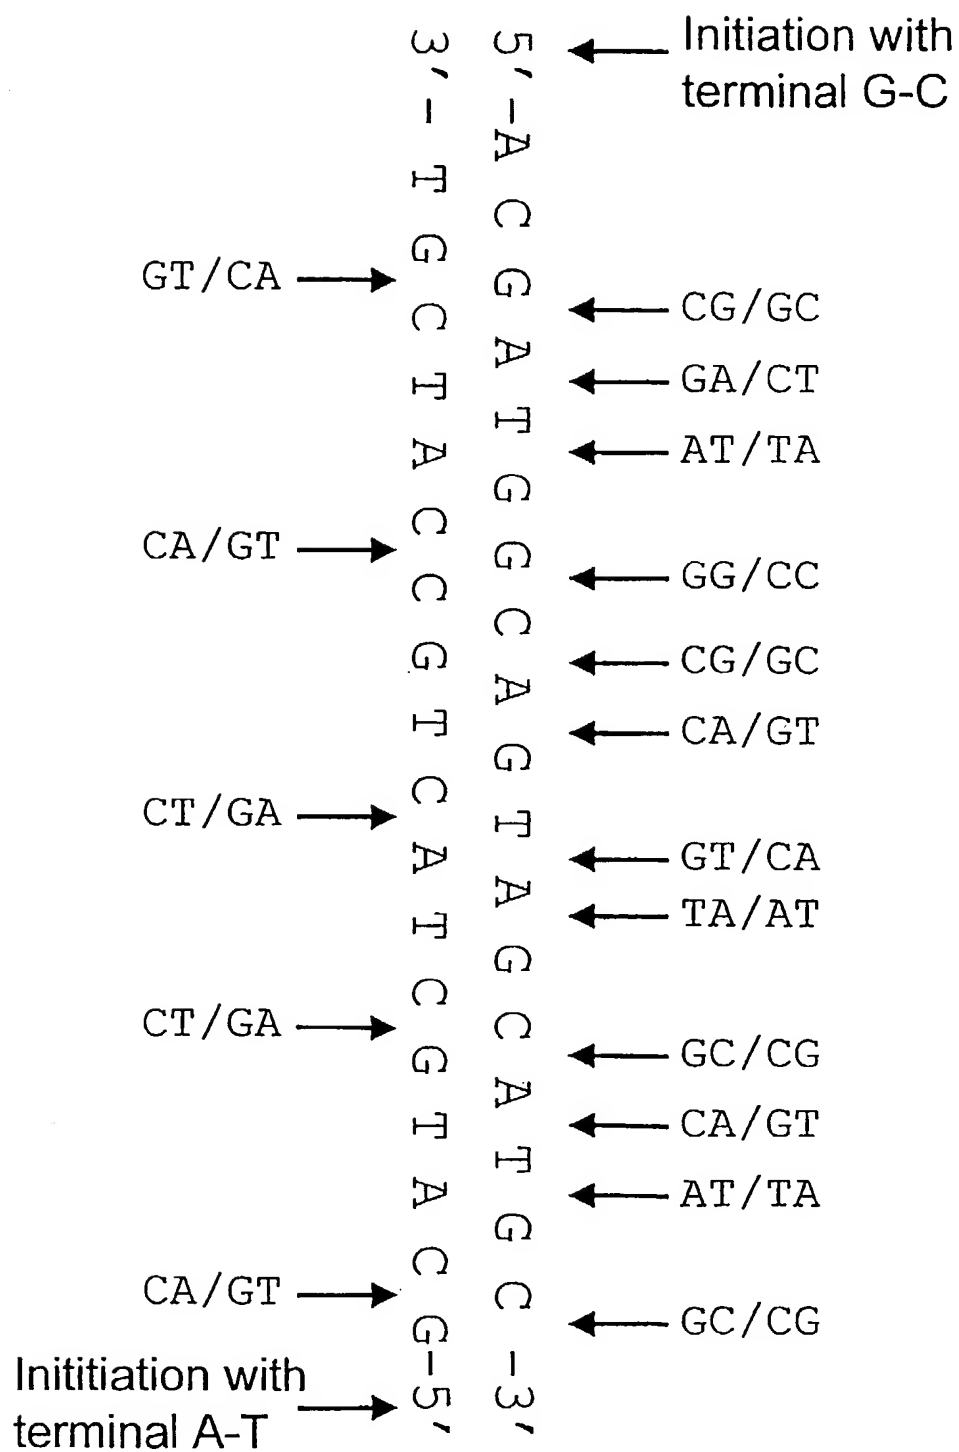 Initiation with
terminal G-C
5'-ACGATGGCAGTAGCATGC-3'
3'-TGCTACCGTCATCGTACG-5'
GT/CA
CG/GC
GA/CT
AT/TA
CA/GT
GG/CC
CG/GC
CA/GT
CT/GA
GT/CA
TA/AT
CT/GA
GC/CG
CA/GT
AT/TA
CA/GT
GC/CG
Inititiation with
terminal A-T